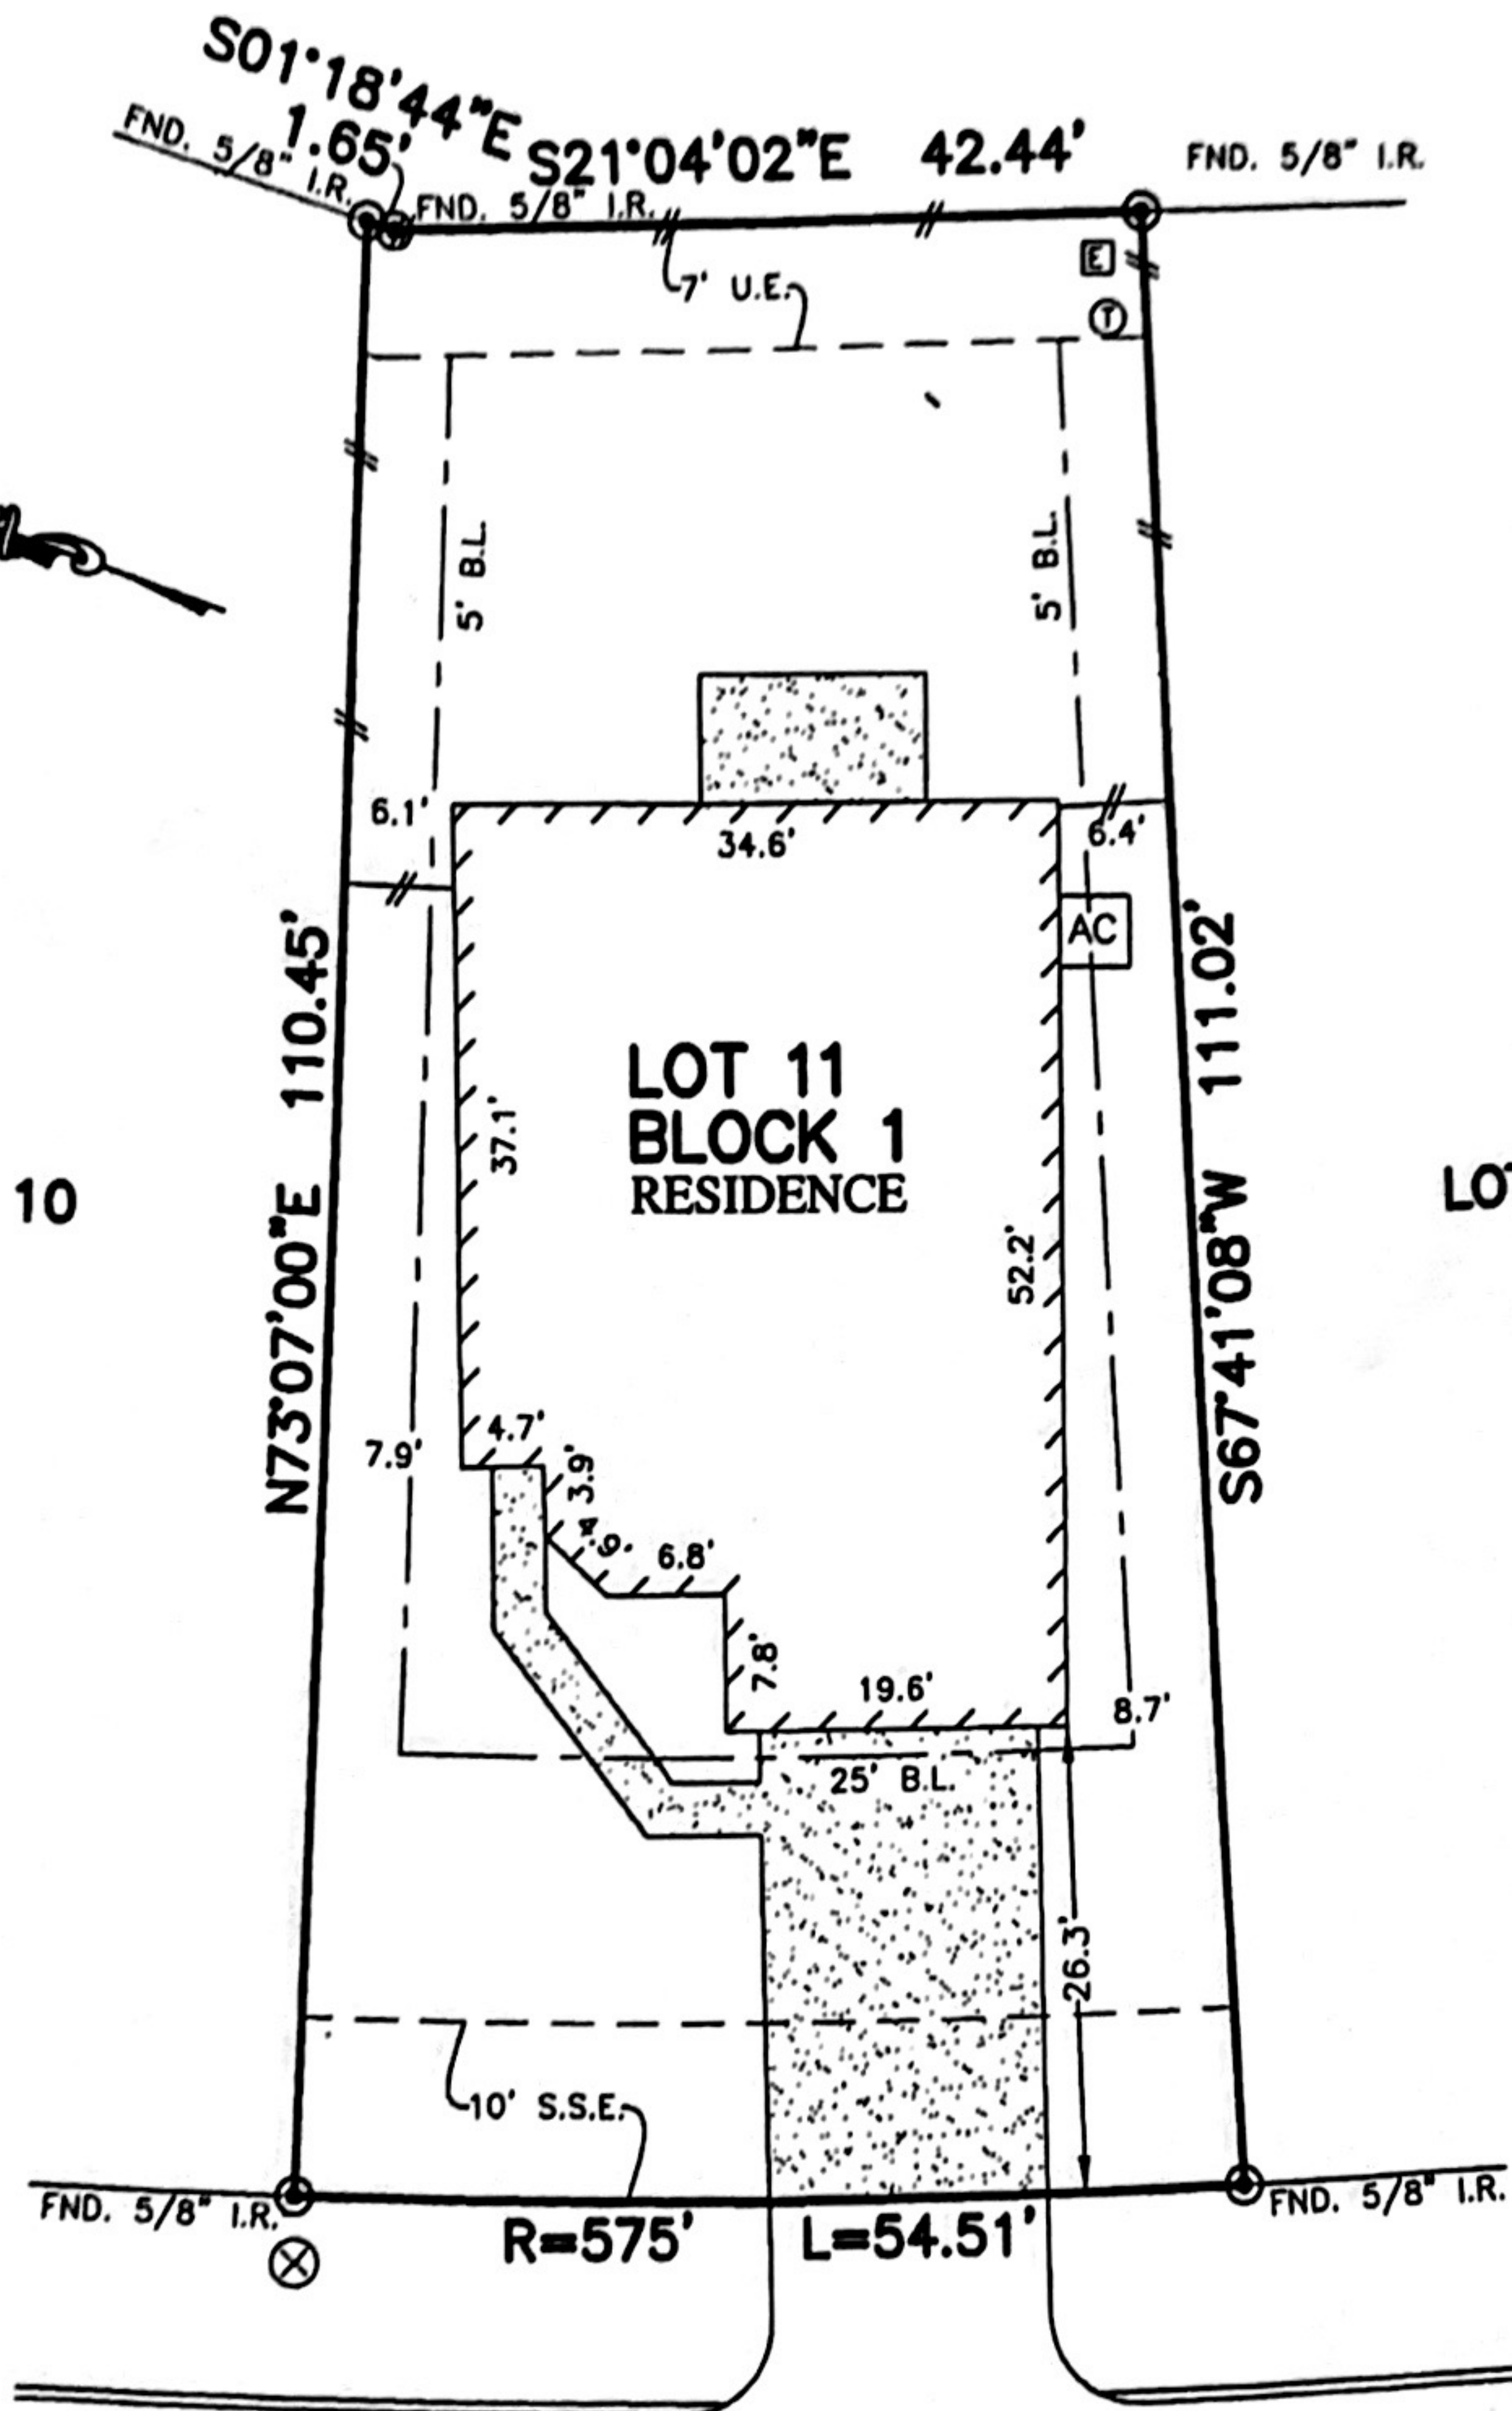 S01°18'44"E
1.65'
FND. 5/8" I.R.
S21°04'02"E 42.44'
FND. 5/8" I.R.
FND. 5/8" I.R.
7' U.E.
E
T
5' B.L.
5' B.L.
6.1'
34.6'
6.4'
AC
N73°07'00"E 110.45'
S67°41'08"W 111.02'
LOT 11
BLOCK 1
RESIDENCE
37.1'
52.2'
10
4.7'
7.9'
3.9'
4.9'
6.8'
7.8'
19.6'
8.7'
25' B.L.
26.3'
10' S.S.E.
FND. 5/8" I.R.
FND. 5/8" I.R.
R=575' L=54.51'